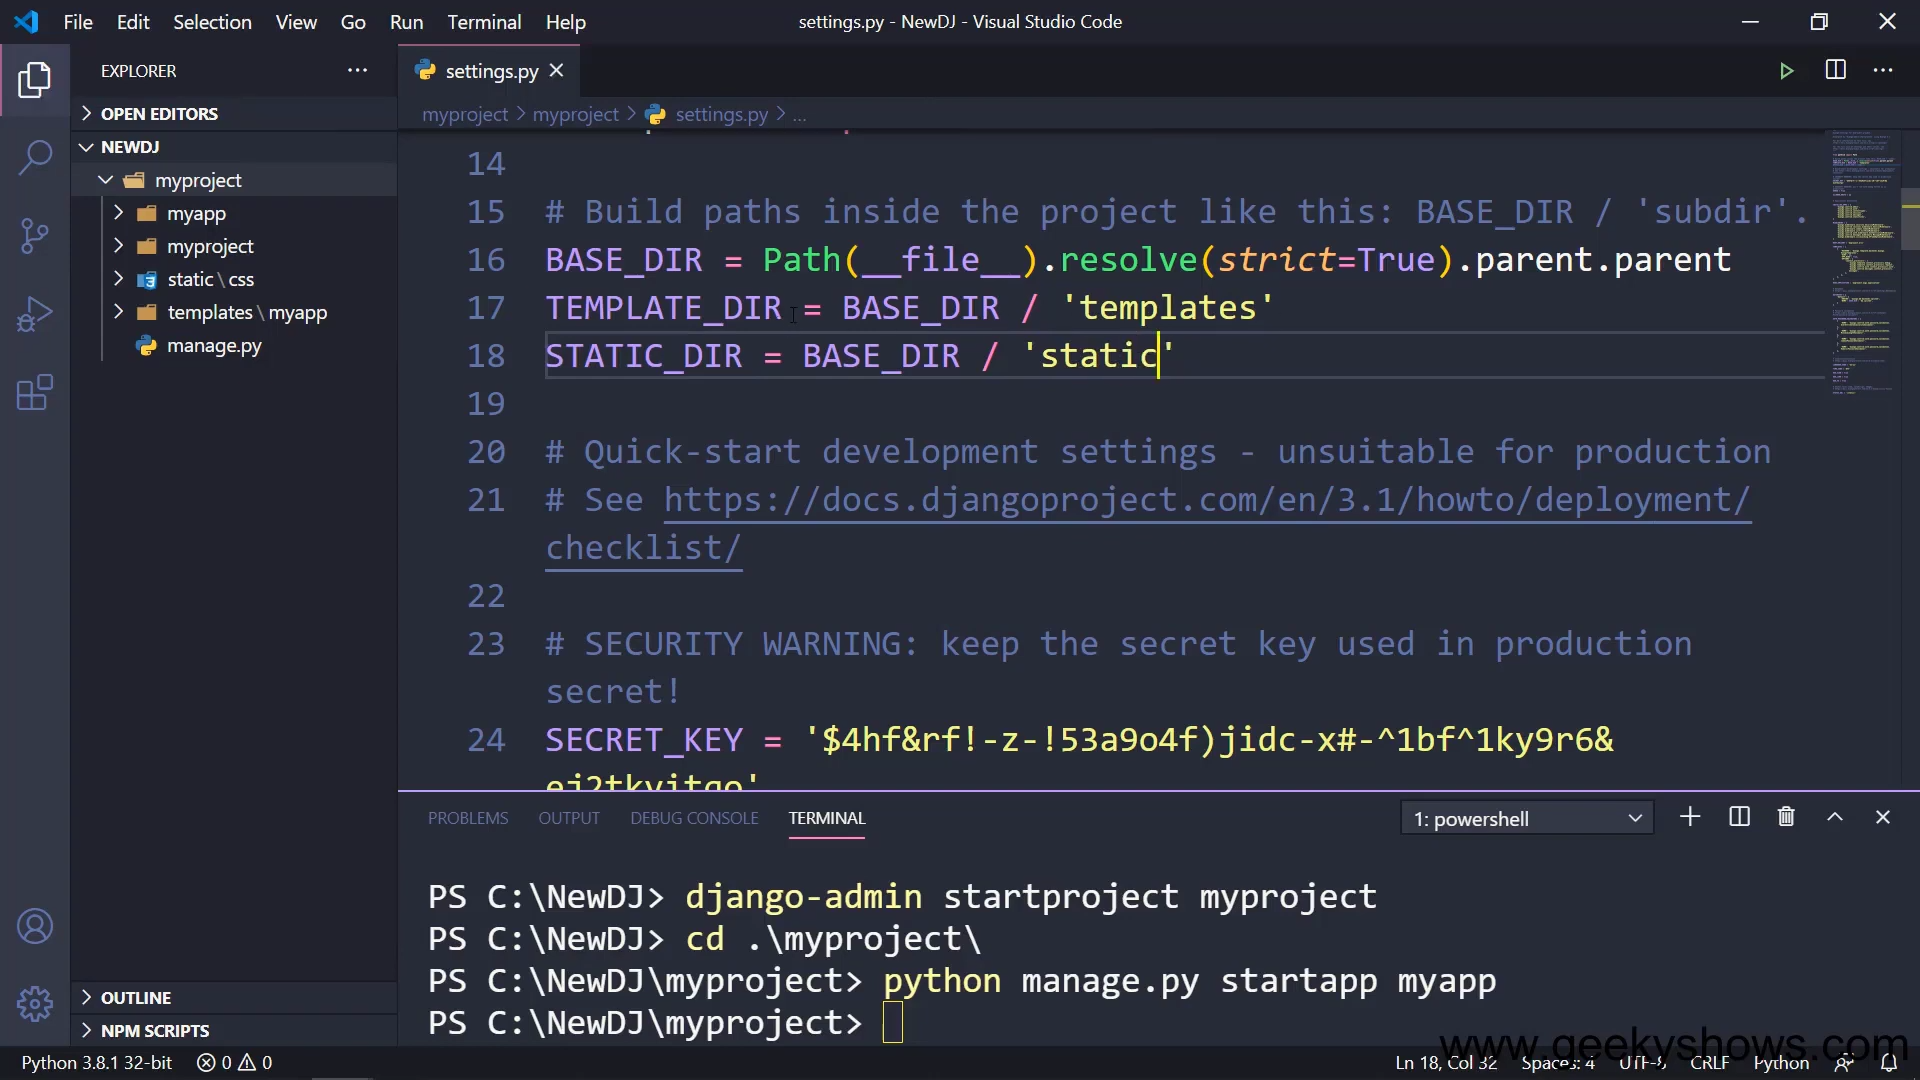 File Edit Selection View Go Run Terminal Help
settings.py - NewDJ - Visual Studio Code
EXPLORER
OPEN EDITORS
NEWDJ
myproject
myapp
myproject
static\css
templates\myapp
manage.py
OUTLINE
NPM SCRIPTS
settings.py
myproject > myproject > settings.py > ...
14
15 # Build paths inside the project like this: BASE_DIR / 'subdir'.
16 BASE_DIR = Path(__file__).resolve(strict=True).parent.parent
17 TEMPLATE_DIR = BASE_DIR / 'templates'
18 STATIC_DIR = BASE_DIR / 'static'
19
20 # Quick-start development settings - unsuitable for production
21 # See https://docs.djangoproject.com/en/3.1/howto/deployment/
checklist/
22
23 # SECURITY WARNING: keep the secret key used in production
secret!
24 SECRET_KEY = '$4hf&rf!-z-!53a9o4f)jidc-x#-^1bf^1ky9r6&
PROBLEMS OUTPUT DEBUG CONSOLE TERMINAL
1: powershell
PS C:\NewDJ> django-admin startproject myproject
PS C:\NewDJ> cd .\myproject\
PS C:\NewDJ\myproject> python manage.py startapp myapp
PS C:\NewDJ\myproject>
www.geekyshows.com
Python 3.8.1 32-bit 0 0
Ln 18, Col 32 Spaces: 4 UTF-8 CRLF Python